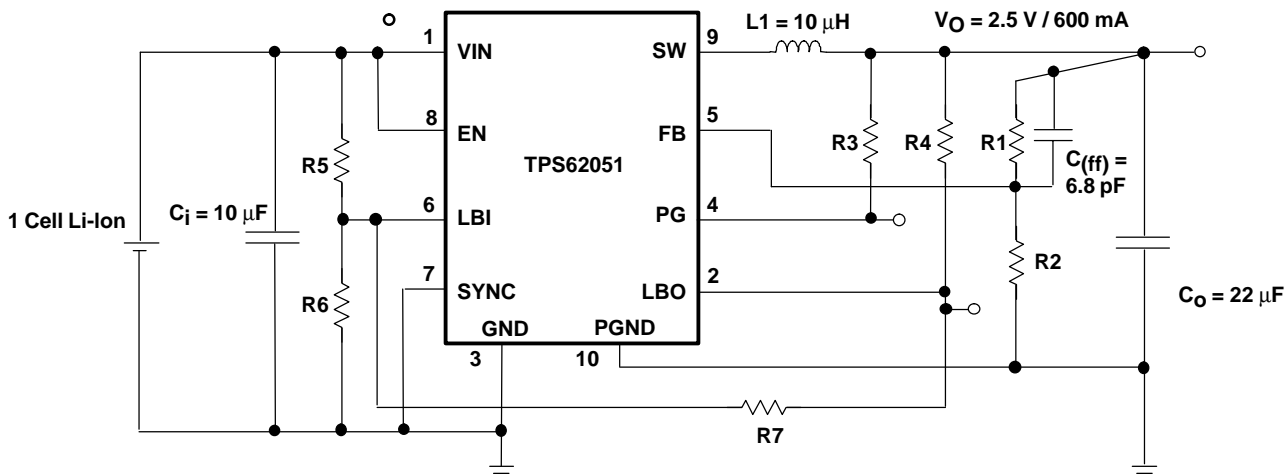 L1 = 10 μH
VO = 2.5 V / 600 mA
1
VIN
SW
9
8
EN
FB
5
R5
TPS62051
R3
R4
R1
C(ff) =
6.8 pF
1 Cell Li-Ion
Ci = 10 μF
6
LBI
PG
4
R6
7
SYNC
LBO
2
R2
CO = 22 μF
GND
PGND
3
10
R7